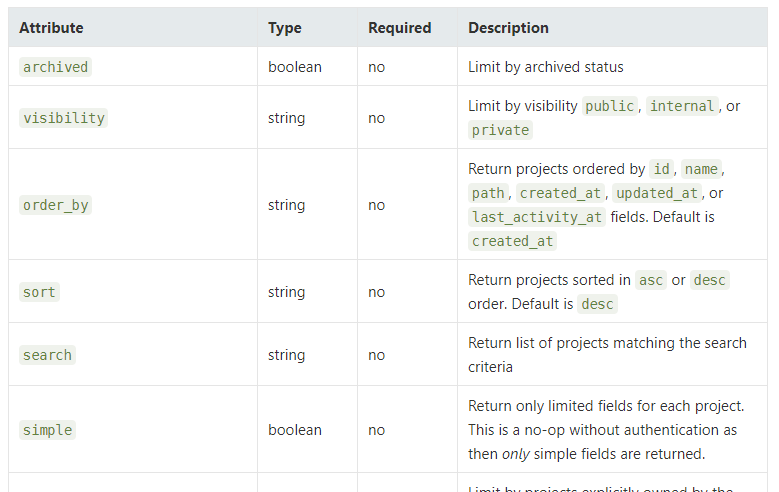 Attribute Type Required Description
archived boolean no Limit by archived status
visibility string no Limit by visibility public, internal, or
private
order_by string no Return projects ordered by id, name,
path, created_at, updated_at, or
last_activity_at fields. Default is
created_at
sort string no Return projects sorted in asc or desc
order. Default is desc
search string no Return list of projects matching the search
criteria
simple boolean no Return only limited fields for each project.
This is a no-op without authentication as
then only simple fields are returned.
Limit by projects explicitly owned by the